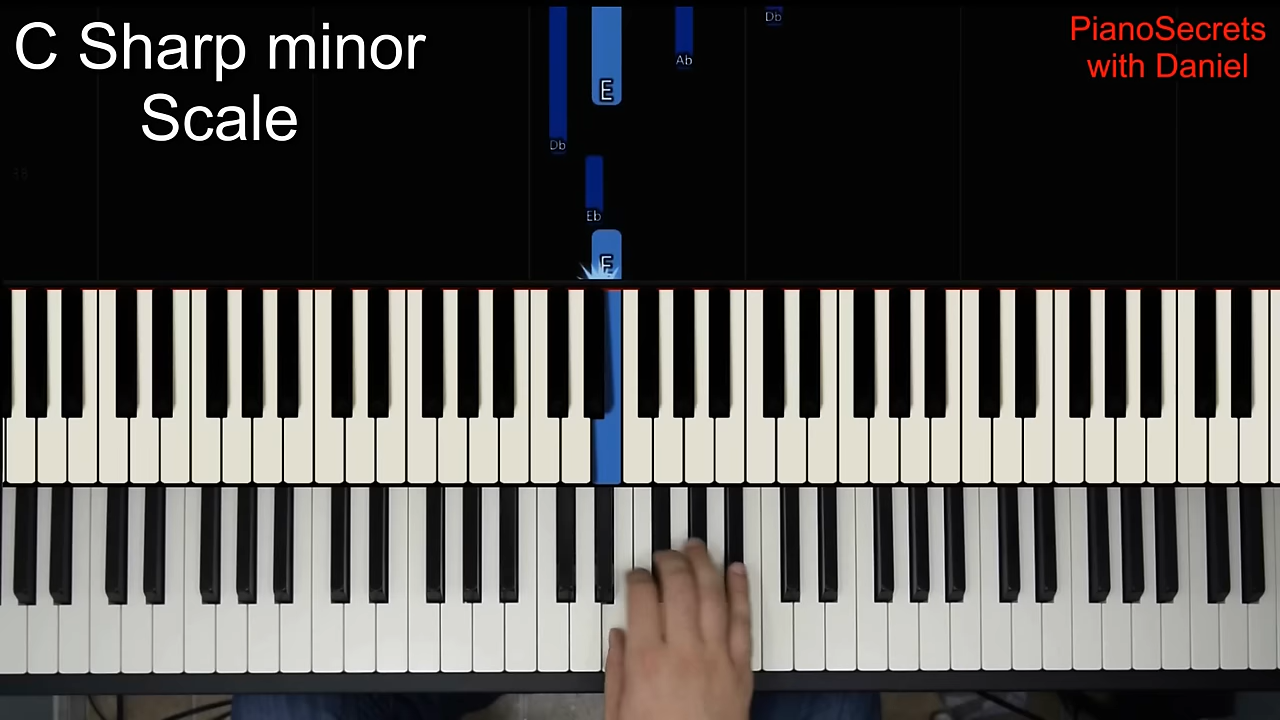 C Sharp minor
Scale
PianoSecrets
with Daniel
Db
E
Ab
Db
Eb
E